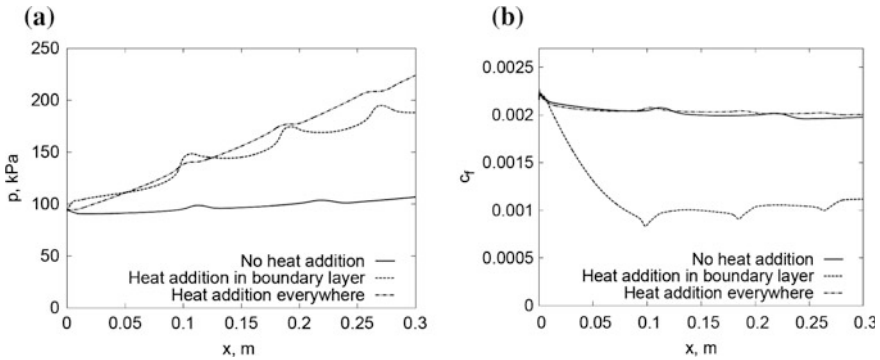 (a)
250
200
150
100
50
0
p, kPa
No heat addition
Heat addition in boundary layer
Heat addition everywhere
0 0.05 0.1 0.15 0.2 0.25 0.3
x, m
(b)
0.0025
0.002
0.0015
0.001
0.0005
0
cf
No heat addition
Heat addition in boundary layer
Heat addition everywhere
0 0.05 0.1 0.15 0.2 0.25 0.3
x, m